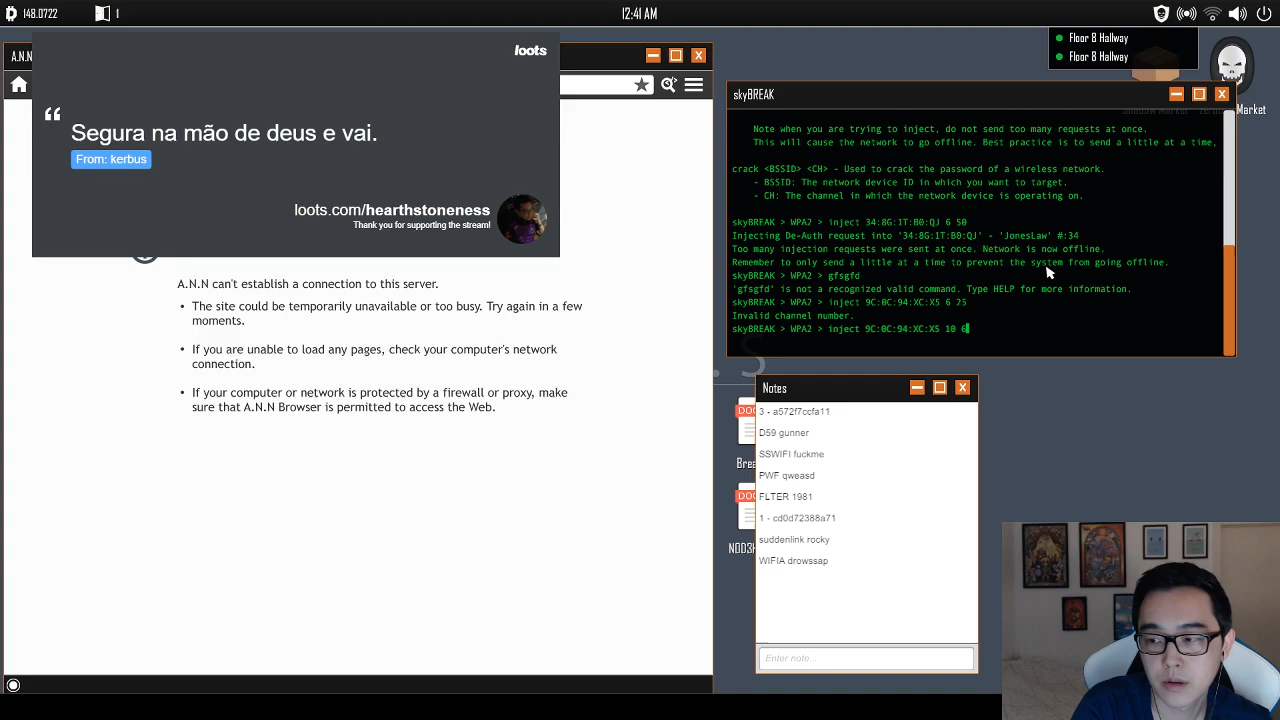 148.0722
1
12:41 AM
Floor 8 Hallway
Floor 8 Hallway
A.N.N
loots
Segura na mão de deus e vai.
From: kerbus
loots.com/hearthstoneness
Thank you for supporting the stream!
A.N.N can't establish a connection to this server.
The site could be temporarily unavailable or too busy. Try again in a few
moments.
If you are unable to load any pages, check your computer's network
connection.
If your computer or network is protected by a firewall or proxy, make
sure that A.N.N Browser is permitted to access the Web.
skyBREAK
Market
Note when you are trying to inject, do not send too many requests at once.
This will cause the network to go offline. Best practice is to send a little at a time,
crack <BSSID> <CH> - Used to crack the password of a wireless network.
- BSSID: The network device ID in which you want to target.
- CH: The channel in which the network device is operating on.
skyBREAK > WPA2 > inject 34:8G:1T:B0:QJ 6 50
Injecting De-Auth request into '34:8G:1T:B0:QJ' - 'JonesLaw' #:34
Too many injection requests were sent at once. Network is now offline.
Remember to only send a little at a time to prevent the system from going offline.
skyBREAK > WPA2 > gfsgfd
'gfsgfd' is not a recognized valid command. Type HELP for more information.
skyBREAK > WPA2 > inject 9C:0C:94:XC:X5 6 25
Invalid channel number.
skyBREAK > WPA2 > inject 9C:0C:94:XC:X5 10 6
Notes
3 - a572f7ccfa11
D59 gunner
SSWIFI fuckme
PWF qweasd
FLTER 1981
1 - cd0d72388a71
suddenlink rocky
WIFIA drowssap
Enter note...
DOC
Brea
DOC
N0D3H